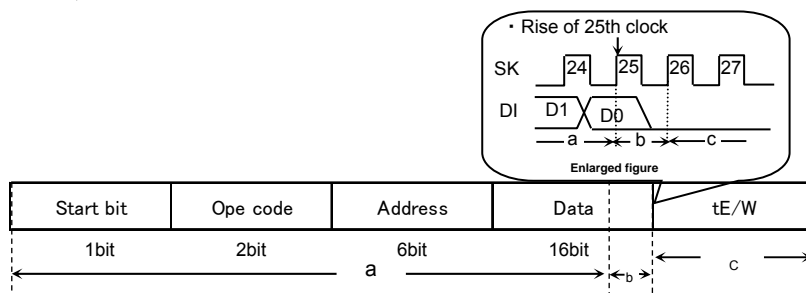 ・ Rise of 25th clock
SK 24 25 26 27
DI D1 D0
a b c
Enlarged figure
Start bit Ope code Address Data tE/W
1bit 2bit 6bit 16bit
a b C